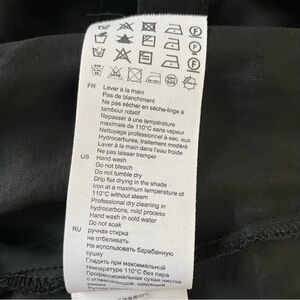 FR Laver à la main
Pas de blanchiment
Ne pas sécher en sèche-linge à
tambour rotatif
Repasser à une température
maximale de 110°C sans vapeur
Nettoyage professionnel à sec, aux
Hydrocarbures, traitement modéré
Laver à la main dans l'eau froide
Ne pas laisser tremper
US Hand wash
Do not bleach
Do not tumble dry
Drip flat drying in the shade
Iron at a maximum temperature of
110°C without steam
Professional dry cleaning in
hydrocarbons, mild process
Hand wash in cold water
Do not soak
RU ручная стирка
не отбеливать
Не использовать барабанную
сушку
Гладить при максимальной
температуре 110°C без пара
Профессиональная сухая чистка